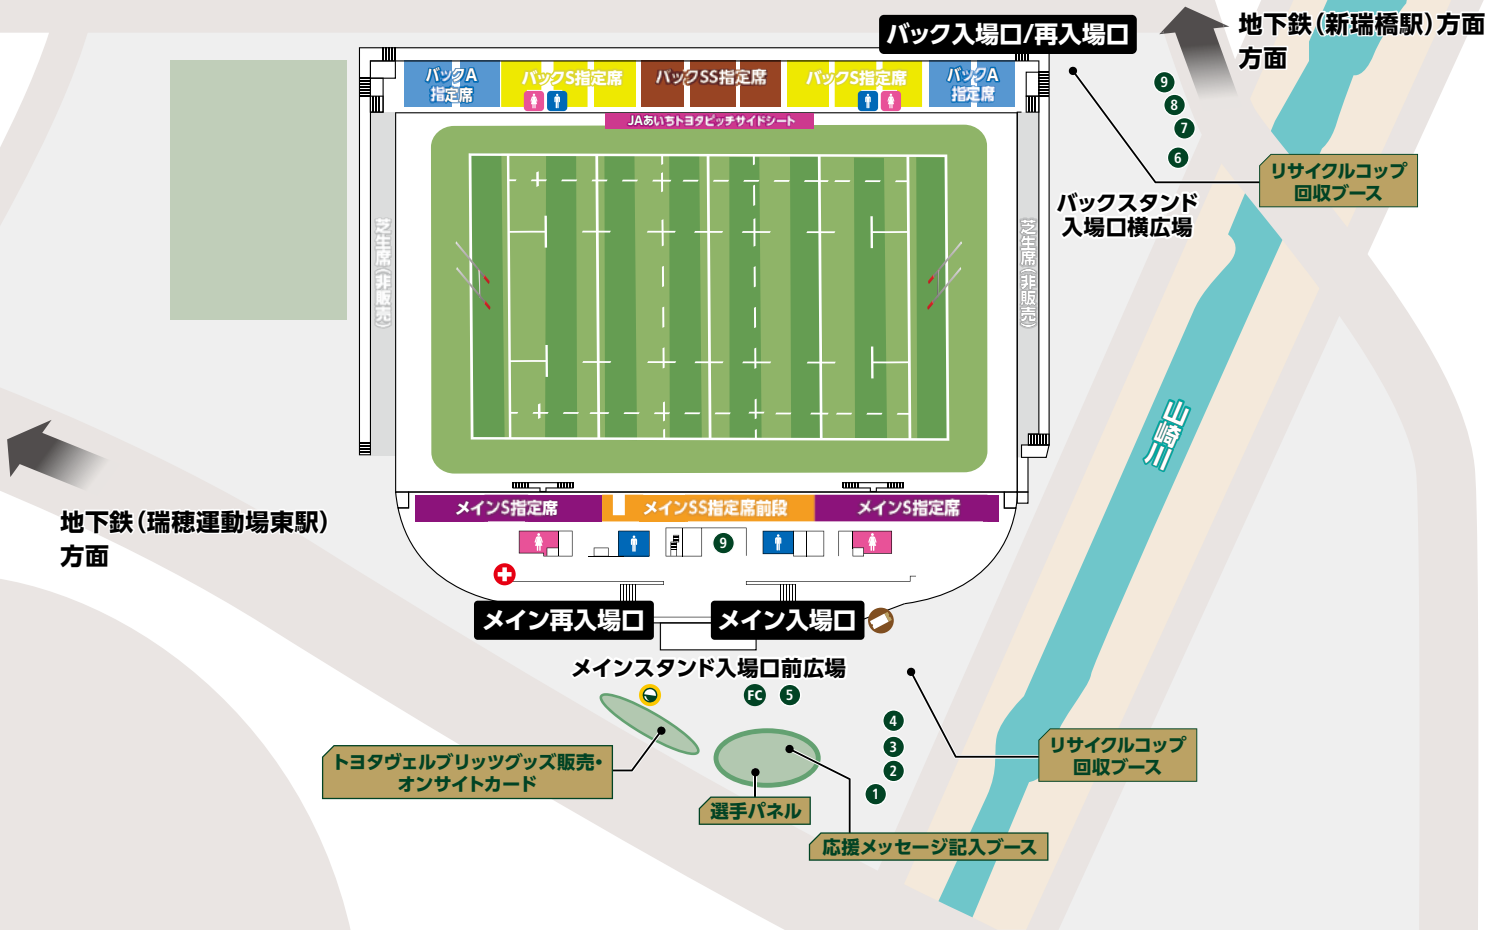 バック入場口/再入場口
地下鉄（新瑞橋駅）方面
方面
バックA
指定席
バックS指定席
バックSS指定席
バックS指定席
バックA
指定席
JAあいちトヨタピッチサイドシート
9
8
7
6
リサイクルコップ
回収ブース
バックスタンド
入場口横広場
芝生席（非販売）
芝生席（非販売）
山崎川
地下鉄（瑞穂運動場東駅）
方面
メインS指定席
メインSS指定席前段
メインS指定席
9
メイン再入場口
メイン入場口
メインスタンド入場口前広場
FC
5
4
3
2
1
トヨタヴェルブリッツグッズ販売・
オンサイトカード
選手パネル
応援メッセージ記入ブース
リサイクルコップ
回収ブース